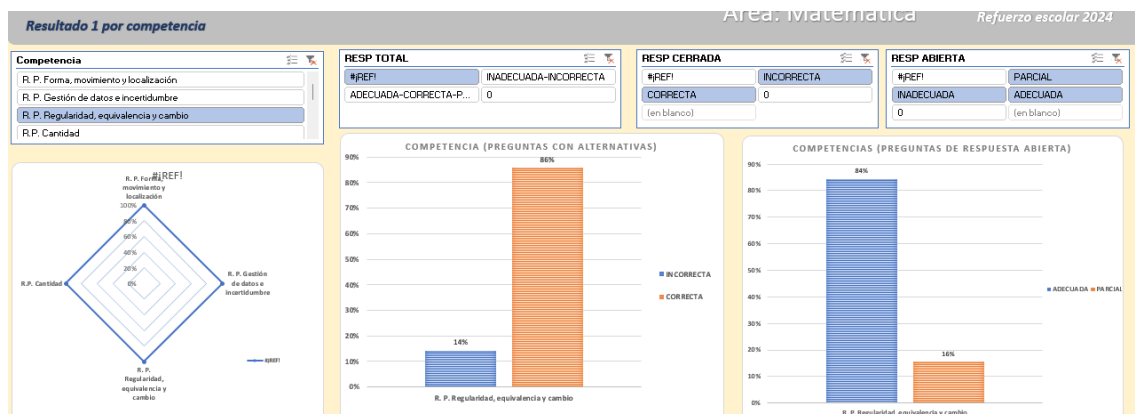 Resultado 1 por competencia
Área: Matemática
Refuerzo escolar 2024
Competencia
R. P. Forma, movimiento y localización
R. P. Gestión de datos e incertidumbre
R. P. Regularidad, equivalencia y cambio
R.P. Cantidad
RESP TOTAL
#¡REF!
INADECUADA-INCORRECTA
ADECUADA-CORRECTA-P...
0
RESP CERRADA
#¡REF!
INCORRECTA
CORRECTA
0
(en blanco)
RESP ABIERTA
#¡REF!
PARCIAL
INADECUADA
ADECUADA
0
(en blanco)
#¡REF!
R. P. Forma,
movimiento y
localización
100%
80%
60%
40%
20%
0%
R.P. Cantidad
R. P. Gestión
de datos e
incertidumbre
R. P.
Regularidad,
equivalencia y
cambio
#¡REF!
COMPETENCIA (PREGUNTAS CON ALTERNATIVAS)
90%
80%
70%
60%
50%
40%
30%
20%
10%
0%
86%
14%
R. P. Regularidad, equivalencia y cambio
INCORRECTA
CORRECTA
COMPETENCIAS (PREGUNTAS DE RESPUESTA ABIERTA)
90%
80%
70%
60%
50%
40%
30%
20%
10%
0%
84%
16%
R. P. Regularidad, equivalencia y cambio
ADECUADA
PARCIAL